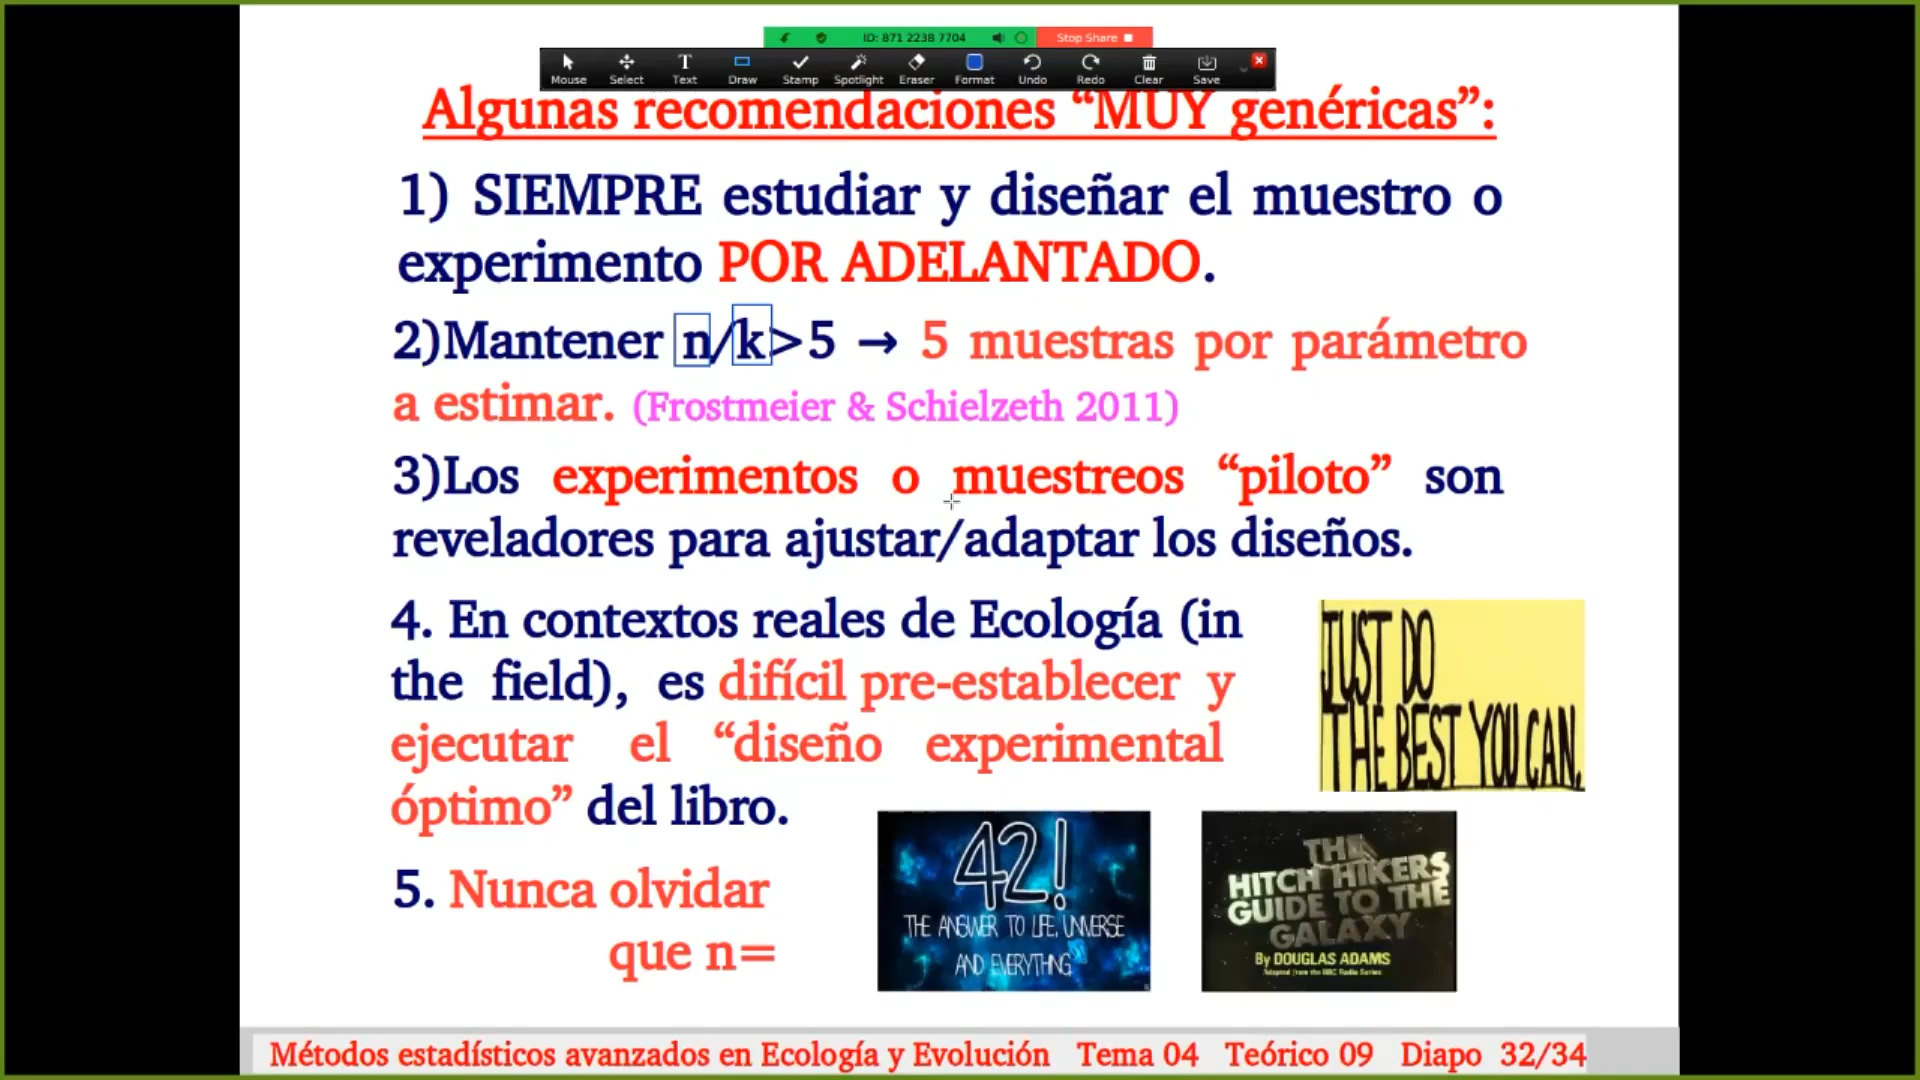 ID: 871 2238 7704 Stop Share
Mouse Select Text Draw Stamp Spotlight Eraser Format Undo Redo Clear Save
Algunas recomendaciones “MUY genéricas”:
1) SIEMPRE estudiar y diseñar el muestro o
experimento POR ADELANTADO.
2)Mantener n/k>5 → 5 muestras por parámetro
a estimar. (Frostmeier & Schielzeth 2011)
3)Los experimentos o muestreos “piloto” son
reveladores para ajustar/adaptar los diseños.
4. En contextos reales de Ecología (in
the field), es difícil pre-establecer y
ejecutar el “diseño experimental
óptimo” del libro.
JUST DO
THE BEST YOU CAN.
5. Nunca olvidar
que n=
42!
THE ANSWER TO LIFE, UNIVERSE
AND EVERYTHING
THE
HITCH HIKERS
GUIDE TO THE
GALAXY
By DOUGLAS ADAMS
Adapted from the BBC Radio Series
Métodos estadísticos avanzados en Ecología y Evolución Tema 04 Teórico 09 Diapo 32/34